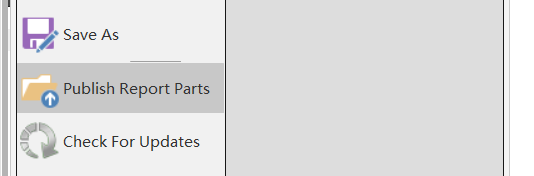 Save As
Publish Report Parts
Check For Updates